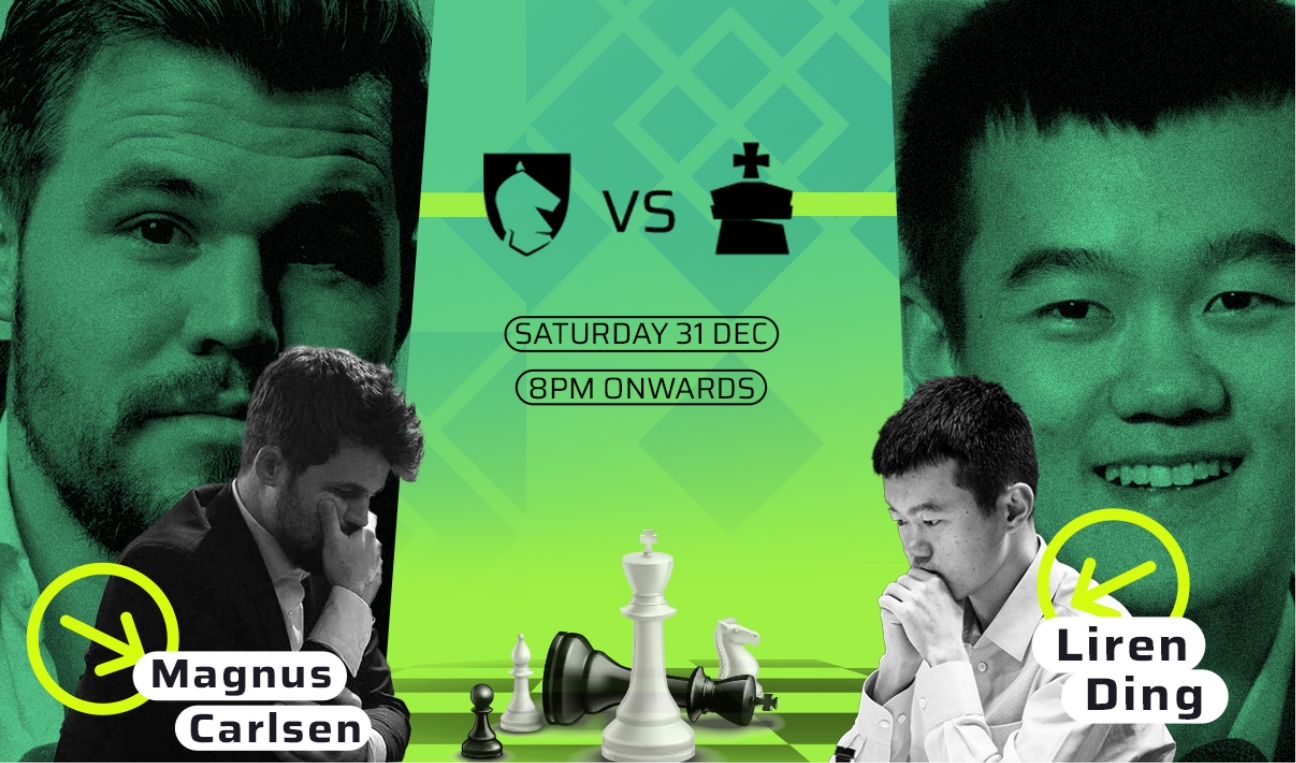 VS
SATURDAY 31 DEC
8PM ONWARDS
Magnus
Carlsen
Liren
Ding